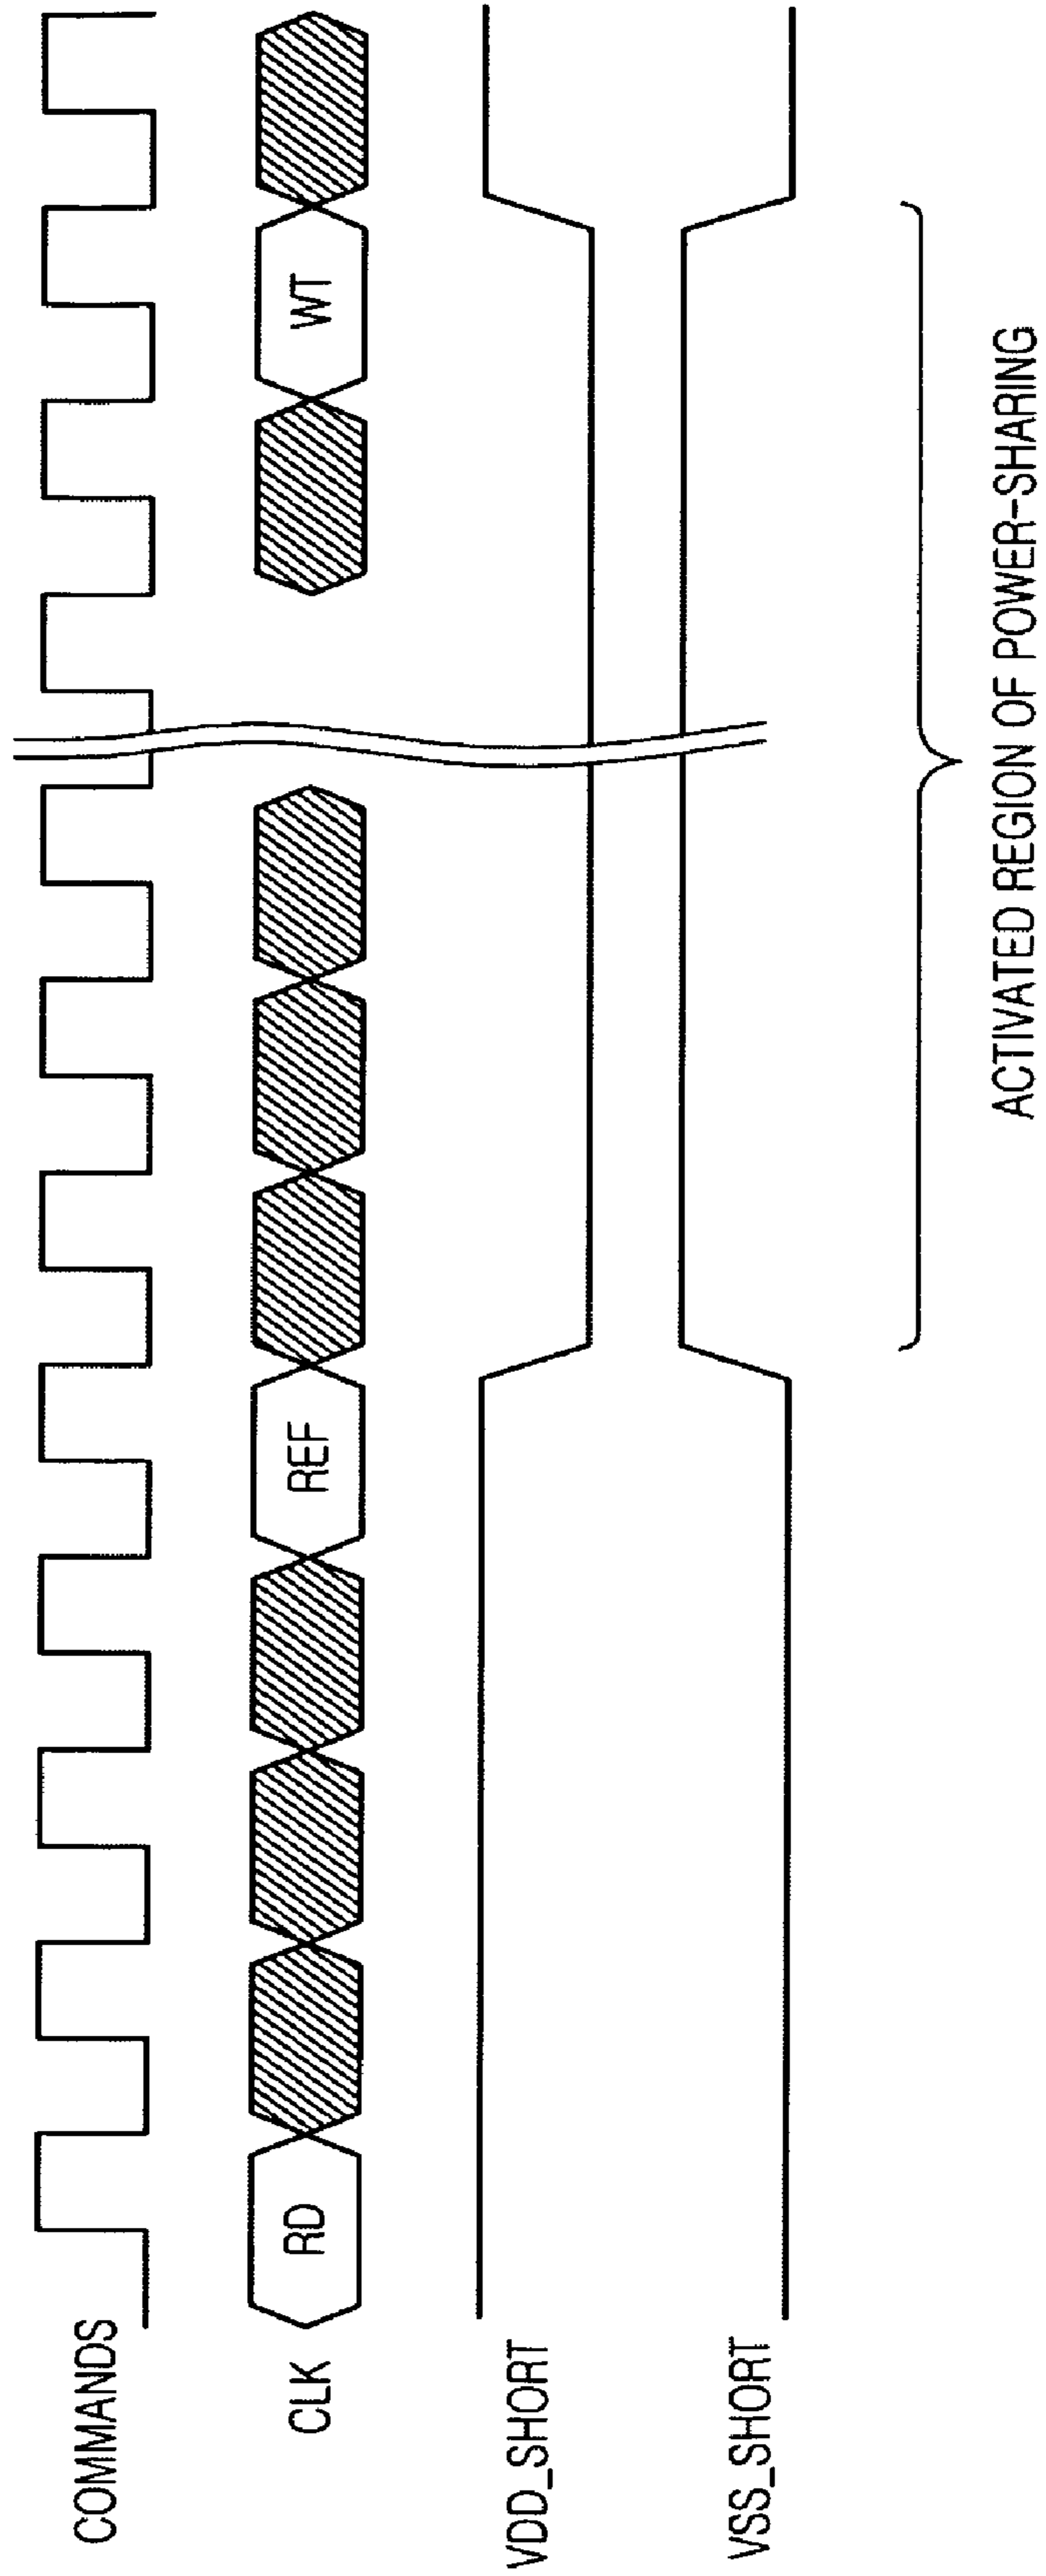 COMMANDS
CLK
RD
REF
WT
VDD_SHORT
VSS_SHORT
ACTIVATED REGION OF POWER-SHARING